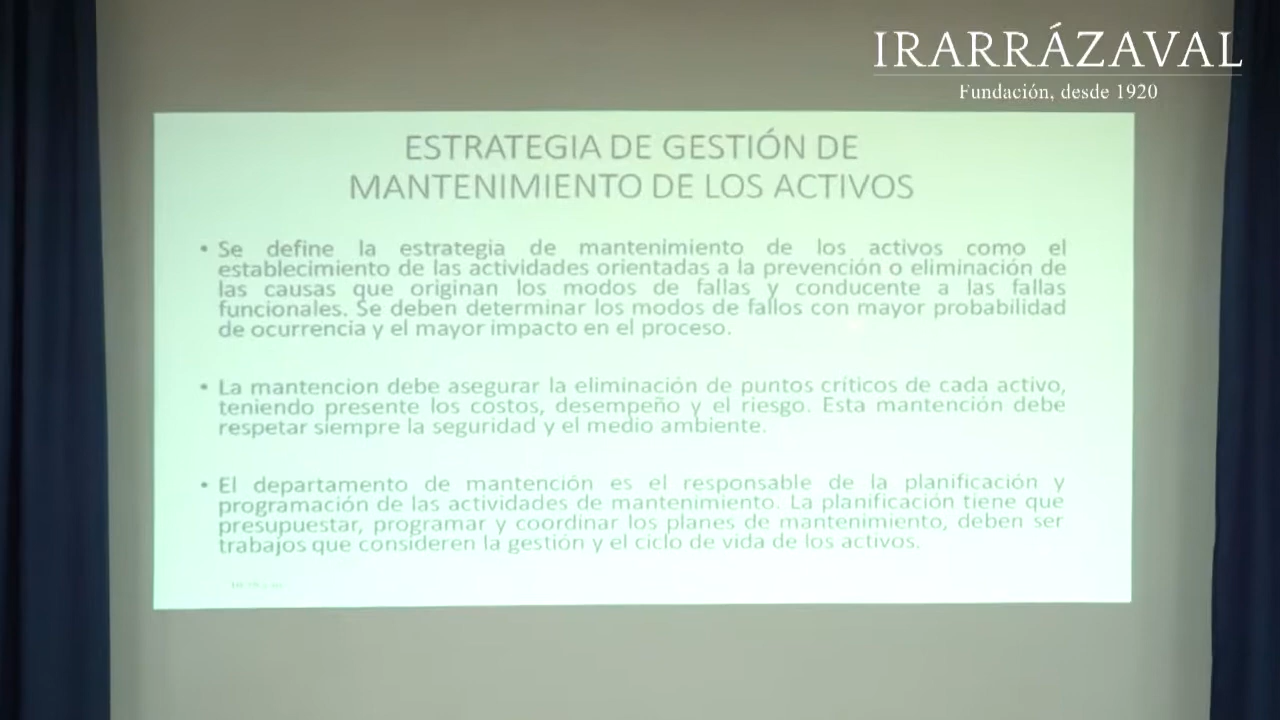 IRARRÁZAVAL
Fundación, desde 1920
ESTRATEGIA DE GESTIÓN DE
MANTENIMIENTO DE LOS ACTIVOS
• Se define la estrategia de mantenimiento de los activos como el
establecimiento de las actividades orientadas a la prevención o eliminación de
las causas que originan los modos de fallas y conducente a las fallas
funcionales. Se deben determinar los modos de fallos con mayor probabilidad
de ocurrencia y el mayor impacto en el proceso.
• La mantencion debe asegurar la eliminación de puntos críticos de cada activo,
teniendo presente los costos, desempeño y el riesgo. Esta mantención debe
respetar siempre la seguridad y el medio ambiente.
• El departamento de mantención es el responsable de la planificación y
programación de las actividades de mantenimiento. La planificación tiene que
presupuestar, programar y coordinar los planes de mantenimiento, deben ser
trabajos que consideren la gestión y el ciclo de vida de los activos.